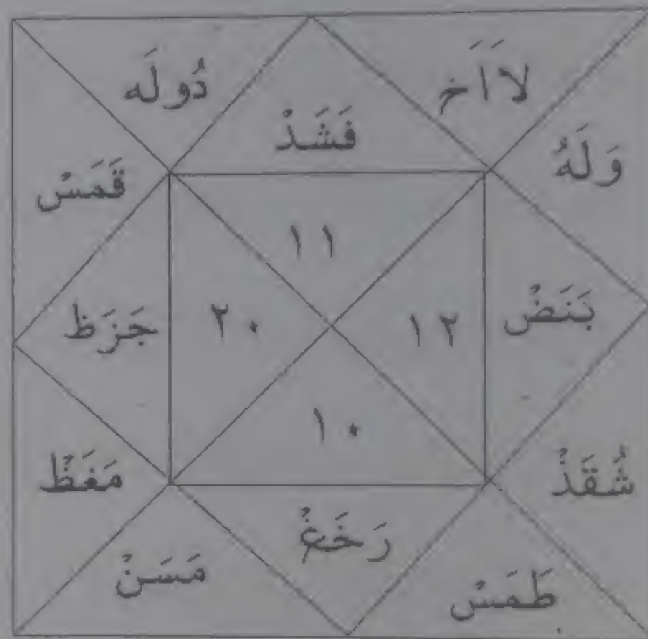 لاَأَخ
دُولَه
فَشَذْ
وَلَهُ
قَمَسْ
١١
بَنَضْ
١٢
٢٠
جَزَظ
١٠
شُقَذْ
مَغَظْ
رَخَغْ
مَسَنْ
طَمَسْ